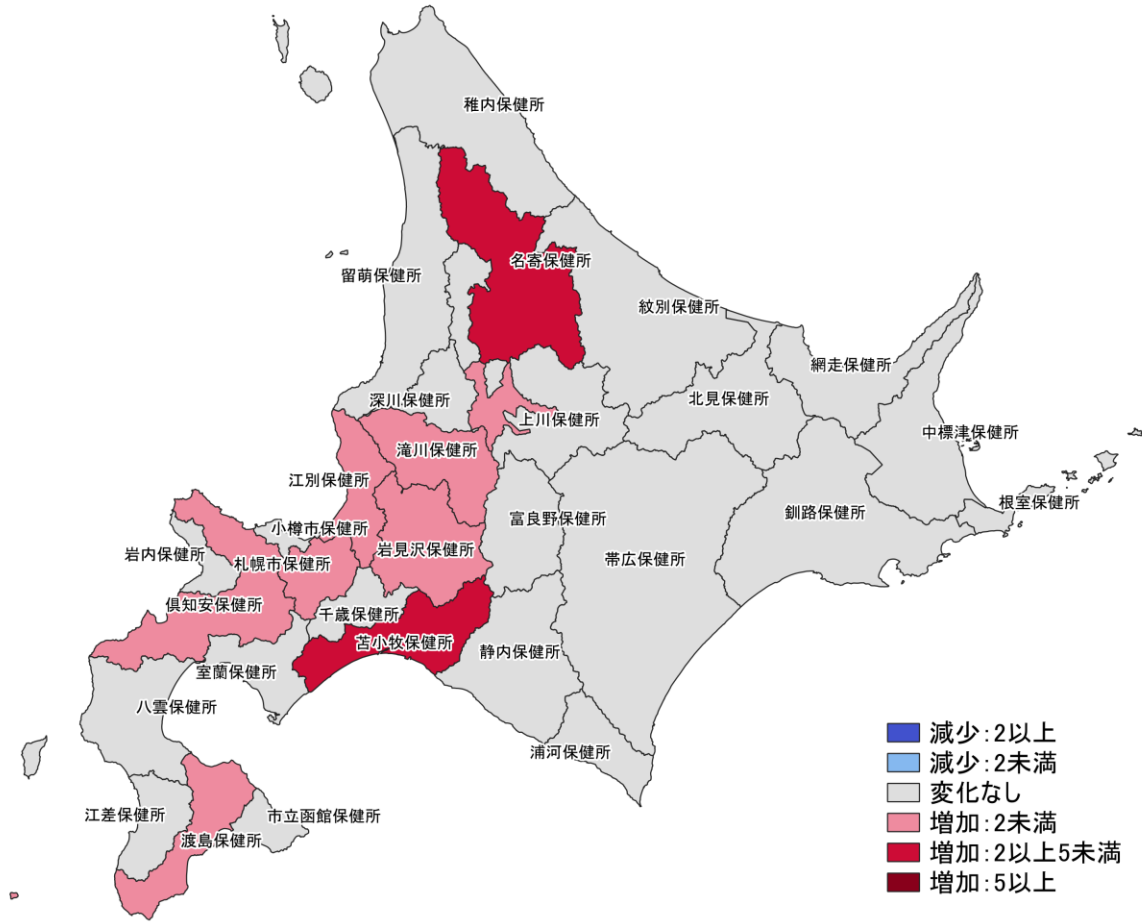 稚内保健所
名寄保健所
留萌保健所
紋別保健所
網走保健所
深川保健所
北見保健所
上川保健所
中標津保健所
滝川保健所
江別保健所
根室保健所
富良野保健所
釧路保健所
小樽市保健所
岩内保健所
岩見沢保健所
帯広保健所
札幌市保健所
倶知安保健所
千歳保健所
苫小牧保健所
静内保健所
室蘭保健所
八雲保健所
浦河保健所
江差保健所
市立函館保健所
渡島保健所
減少:2以上
減少:2未満
変化なし
増加:2未満
増加:2以上5未満
増加:5以上